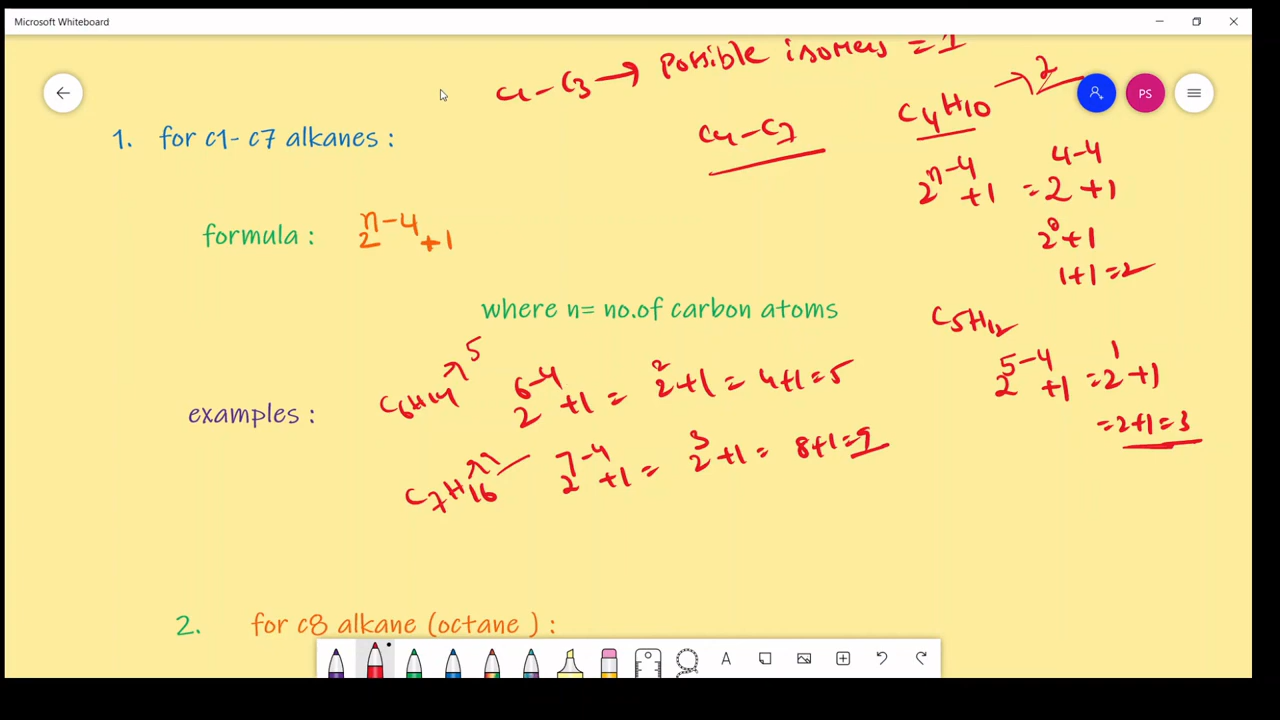 Microsoft Whiteboard
C1-C3 → possible isomers = 1
PS
C4-C7
C4H10 → 2
1. for c1- c7 alkanes :
2^n-4 +1 = 2^4-4 +1
2^0 +1
1+1=2
formula : 2^n-4 +1
where n= no.of carbon atoms
C5H12
2^5-4 +1 = 2^1 +1
=2+1=3
examples :
C6H14 → 5 2^6-4 +1 = 2^2 +1 = 4+1=5
C7H16 2^7-4 +1 = 2^3 +1 = 8+1=9
2. for c8 alkane (octane ) :
A